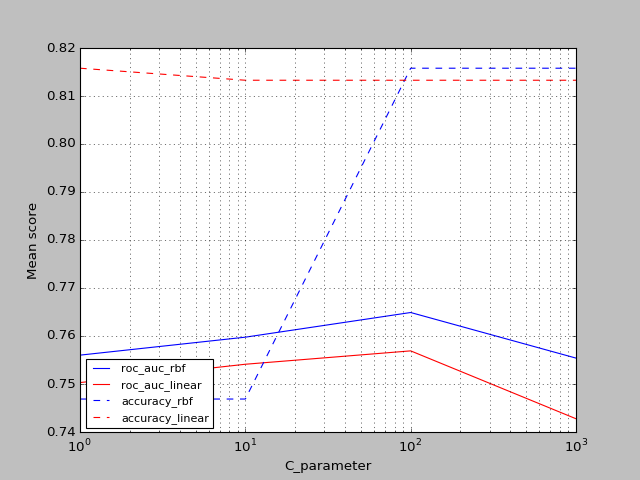 0.82
0.81
0.80
0.79
0.78
0.77
0.76
0.75
0.74
Mean score
roc_auc_rbf
roc_auc_linear
accuracy_rbf
accuracy_linear
10^0 10^1 10^2 10^3
C_parameter